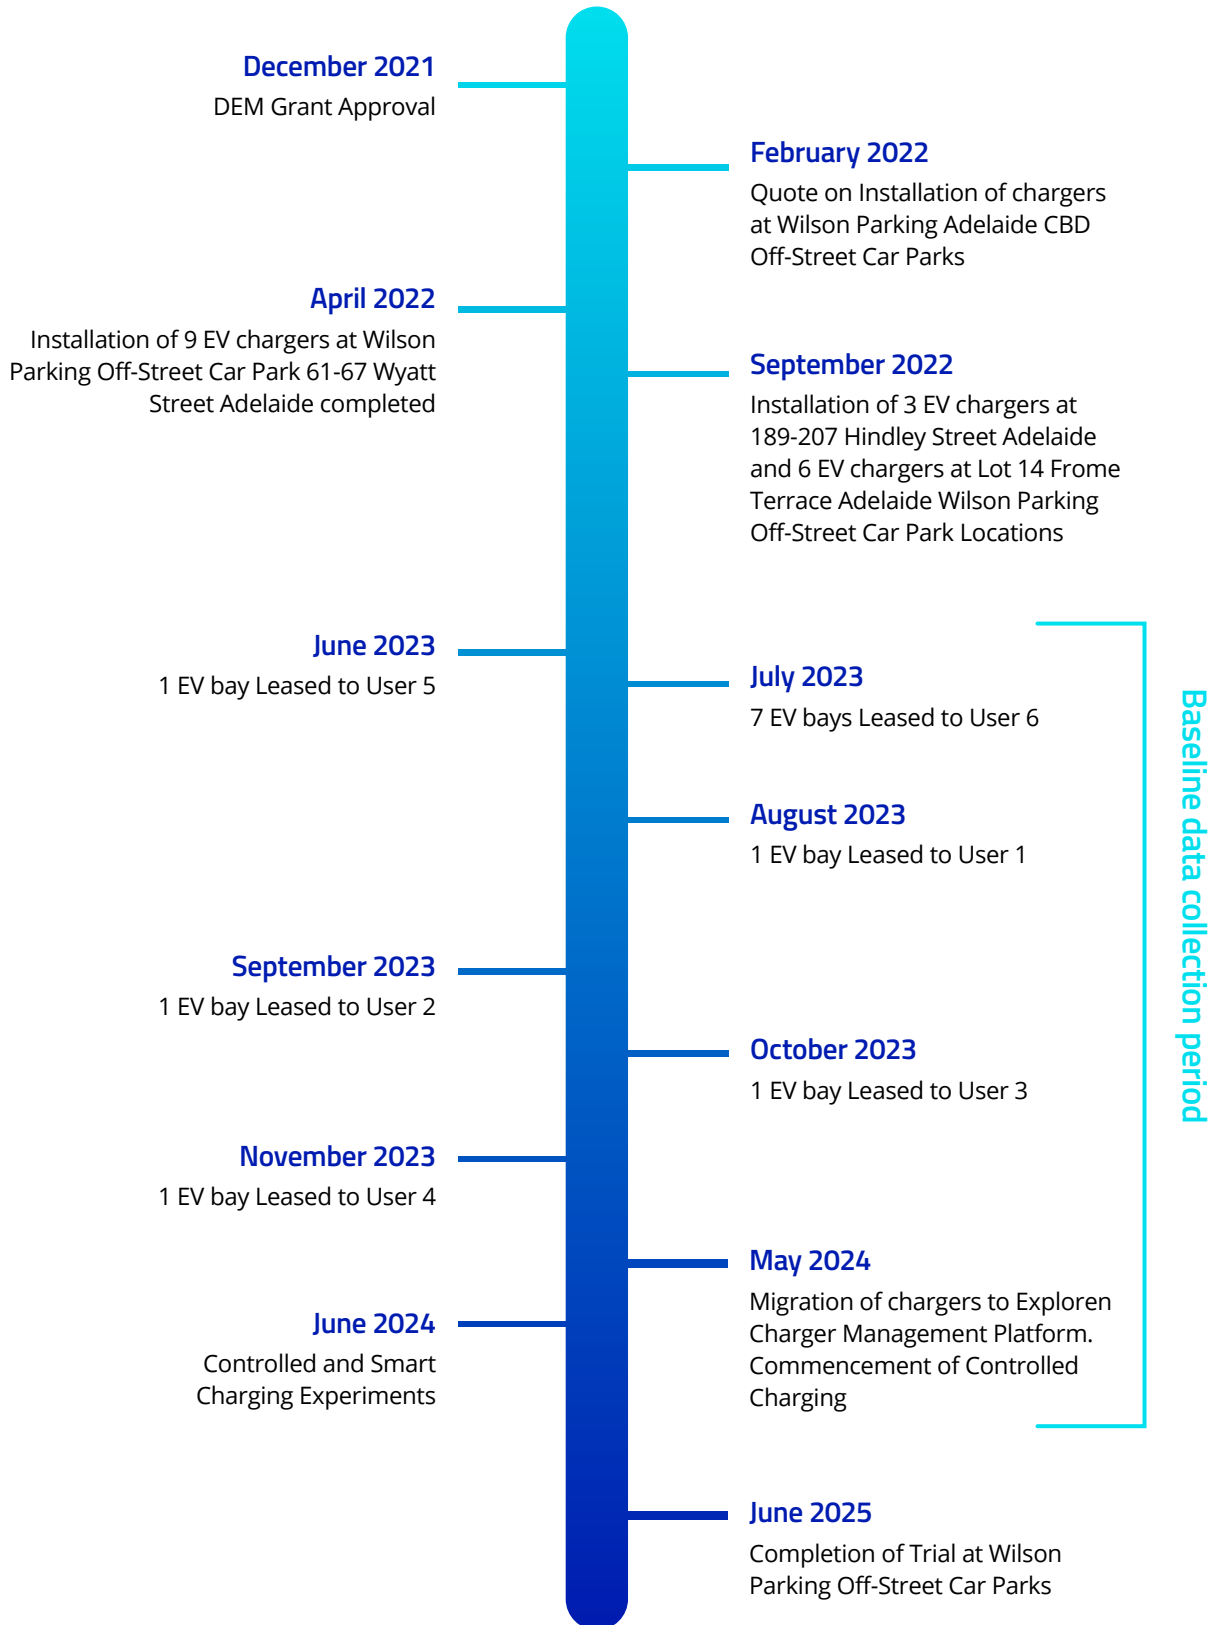 December 2021
DEM Grant Approval
February 2022
Quote on Installation of chargers
at Wilson Parking Adelaide CBD
Off-Street Car Parks
April 2022
Installation of 9 EV chargers at Wilson
Parking Off-Street Car Park 61-67 Wyatt
Street Adelaide completed
September 2022
Installation of 3 EV chargers at
189-207 Hindley Street Adelaide
and 6 EV chargers at Lot 14 Frome
Terrace Adelaide Wilson Parking
Off-Street Car Park Locations
June 2023
1 EV bay Leased to User 5
July 2023
7 EV bays Leased to User 6
August 2023
1 EV bay Leased to User 1
September 2023
1 EV bay Leased to User 2
October 2023
1 EV bay Leased to User 3
November 2023
1 EV bay Leased to User 4
May 2024
Migration of chargers to Exploren
Charger Management Platform.
Commencement of Controlled
Charging
June 2024
Controlled and Smart
Charging Experiments
June 2025
Completion of Trial at Wilson
Parking Off-Street Car Parks
Baseline data collection period